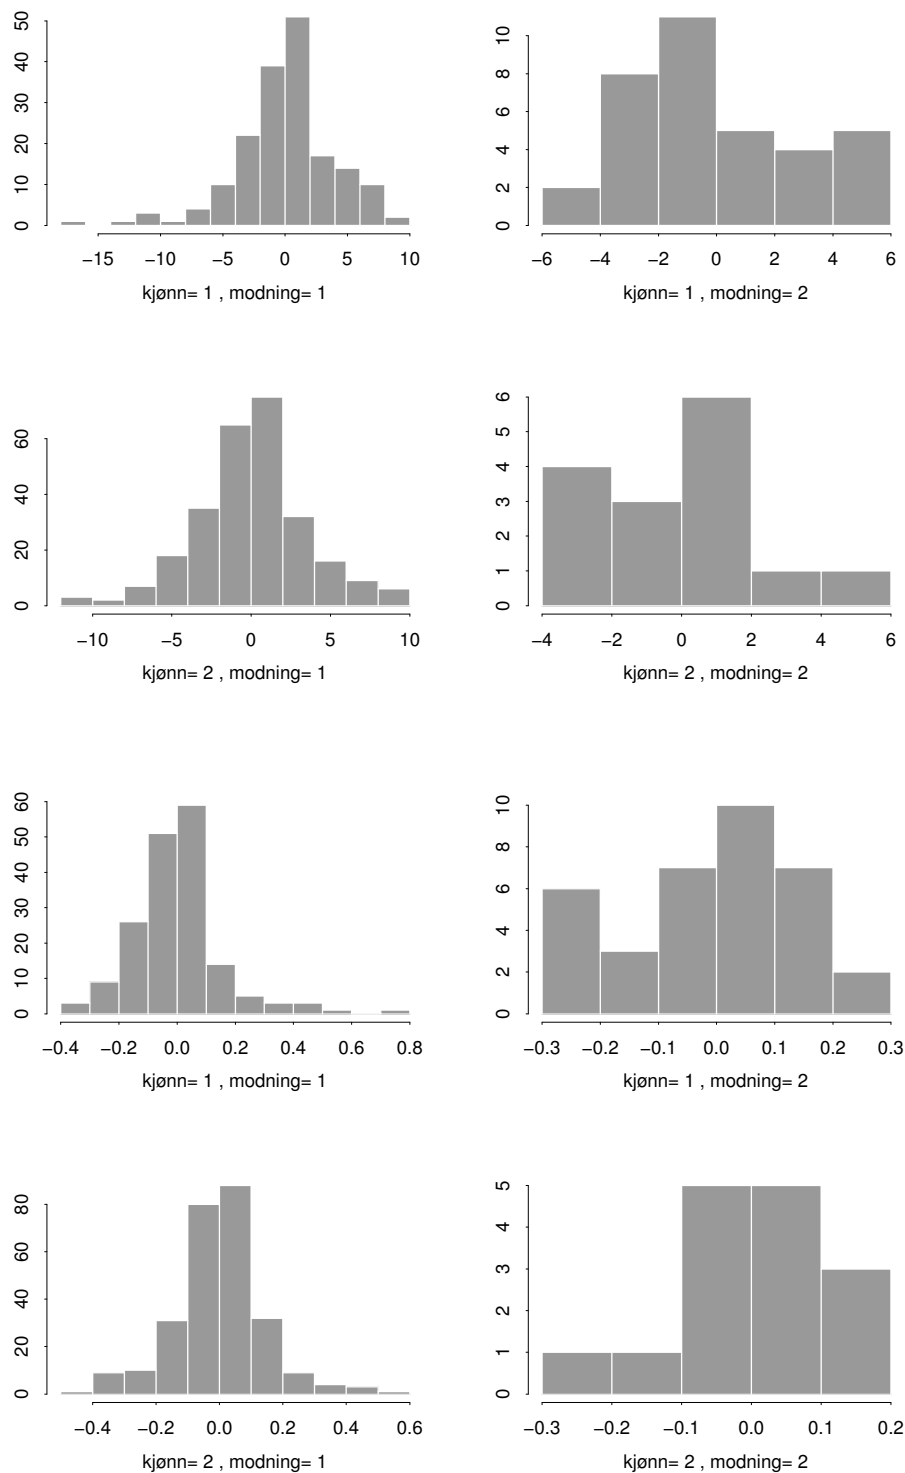 0 10 20 30 40 50
−15 −10 −5 0 5 10
kjønn= 1 , modning= 1
0 2 4 6 8 10
−6 −4 −2 0 2 4 6
kjønn= 1 , modning= 2
0 20 40 60
−10 −5 0 5 10
kjønn= 2 , modning= 1
0 1 2 3 4 5 6
−4 −2 0 2 4 6
kjønn= 2 , modning= 2
0 10 20 30 40 50 60
−0.4 −0.2 0.0 0.2 0.4 0.6 0.8
kjønn= 1 , modning= 1
0 2 4 6 8 10
−0.3 −0.2 −0.1 0.0 0.1 0.2 0.3
kjønn= 1 , modning= 2
0 20 40 60 80
−0.4 −0.2 0.0 0.2 0.4 0.6
kjønn= 2 , modning= 1
0 1 2 3 4 5
−0.3 −0.2 −0.1 0.0 0.1 0.2
kjønn= 2 , modning= 2